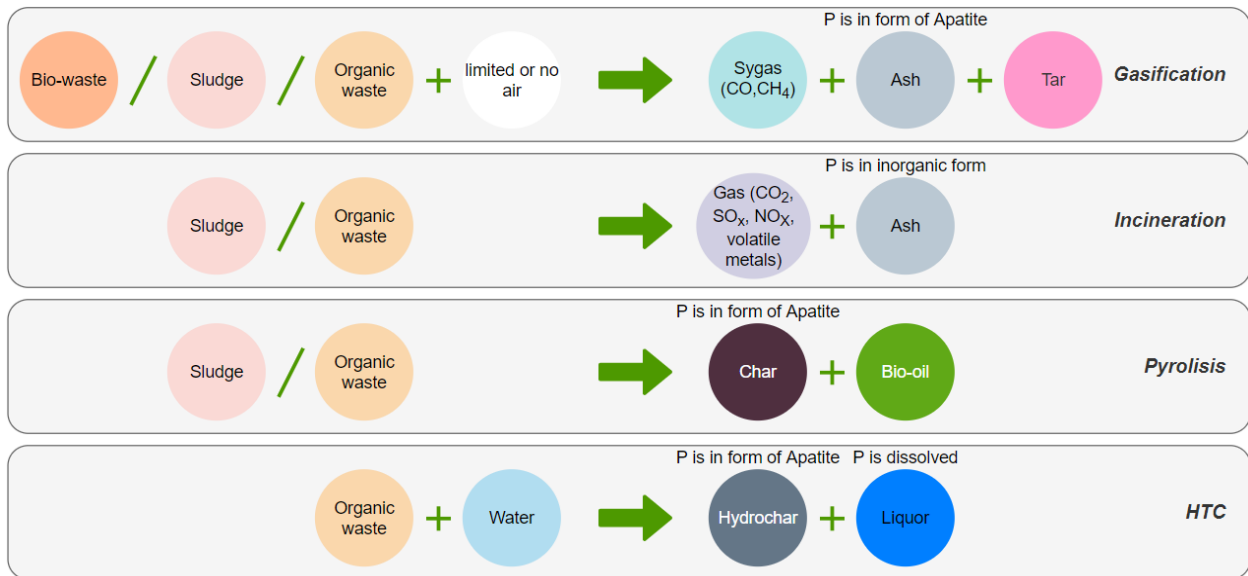 P is in form of Apatite
Bio-waste
Sludge
Organic
waste
limited or no
air
Sygas
(CO,CH₄)
Ash
Tar
Gasification
P is in inorganic form
Sludge
Organic
waste
Gas (CO₂,
SOₓ, NOₓ,
volatile
metals)
Ash
Incineration
P is in form of Apatite
Sludge
Organic
waste
Char
Bio-oil
Pyrolisis
P is in form of Apatite
P is dissolved
Organic
waste
Water
Hydrochar
Liquor
HTC